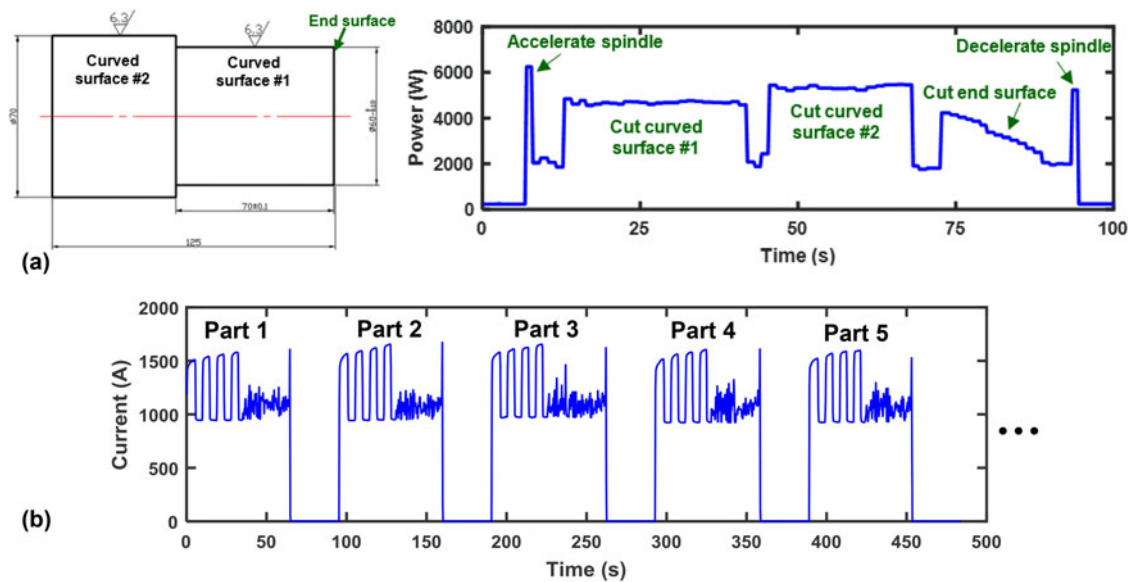 6.3
6.3
End surface
Curved
surface #2
Curved
surface #1
ø70
70±0.1
125
(a)
8000
6000
4000
2000
0
Power (W)
Accelerate spindle
Decelerate spindle
Cut end surface
Cut curved
surface #1
Cut curved
surface #2
0 25 50 75 100
Time (s)
2000
1500
1000
500
0
Current (A)
Part 1 Part 2 Part 3 Part 4 Part 5
•••
(b)
0 50 100 150 200 250 300 350 400 450 500
Time (s)